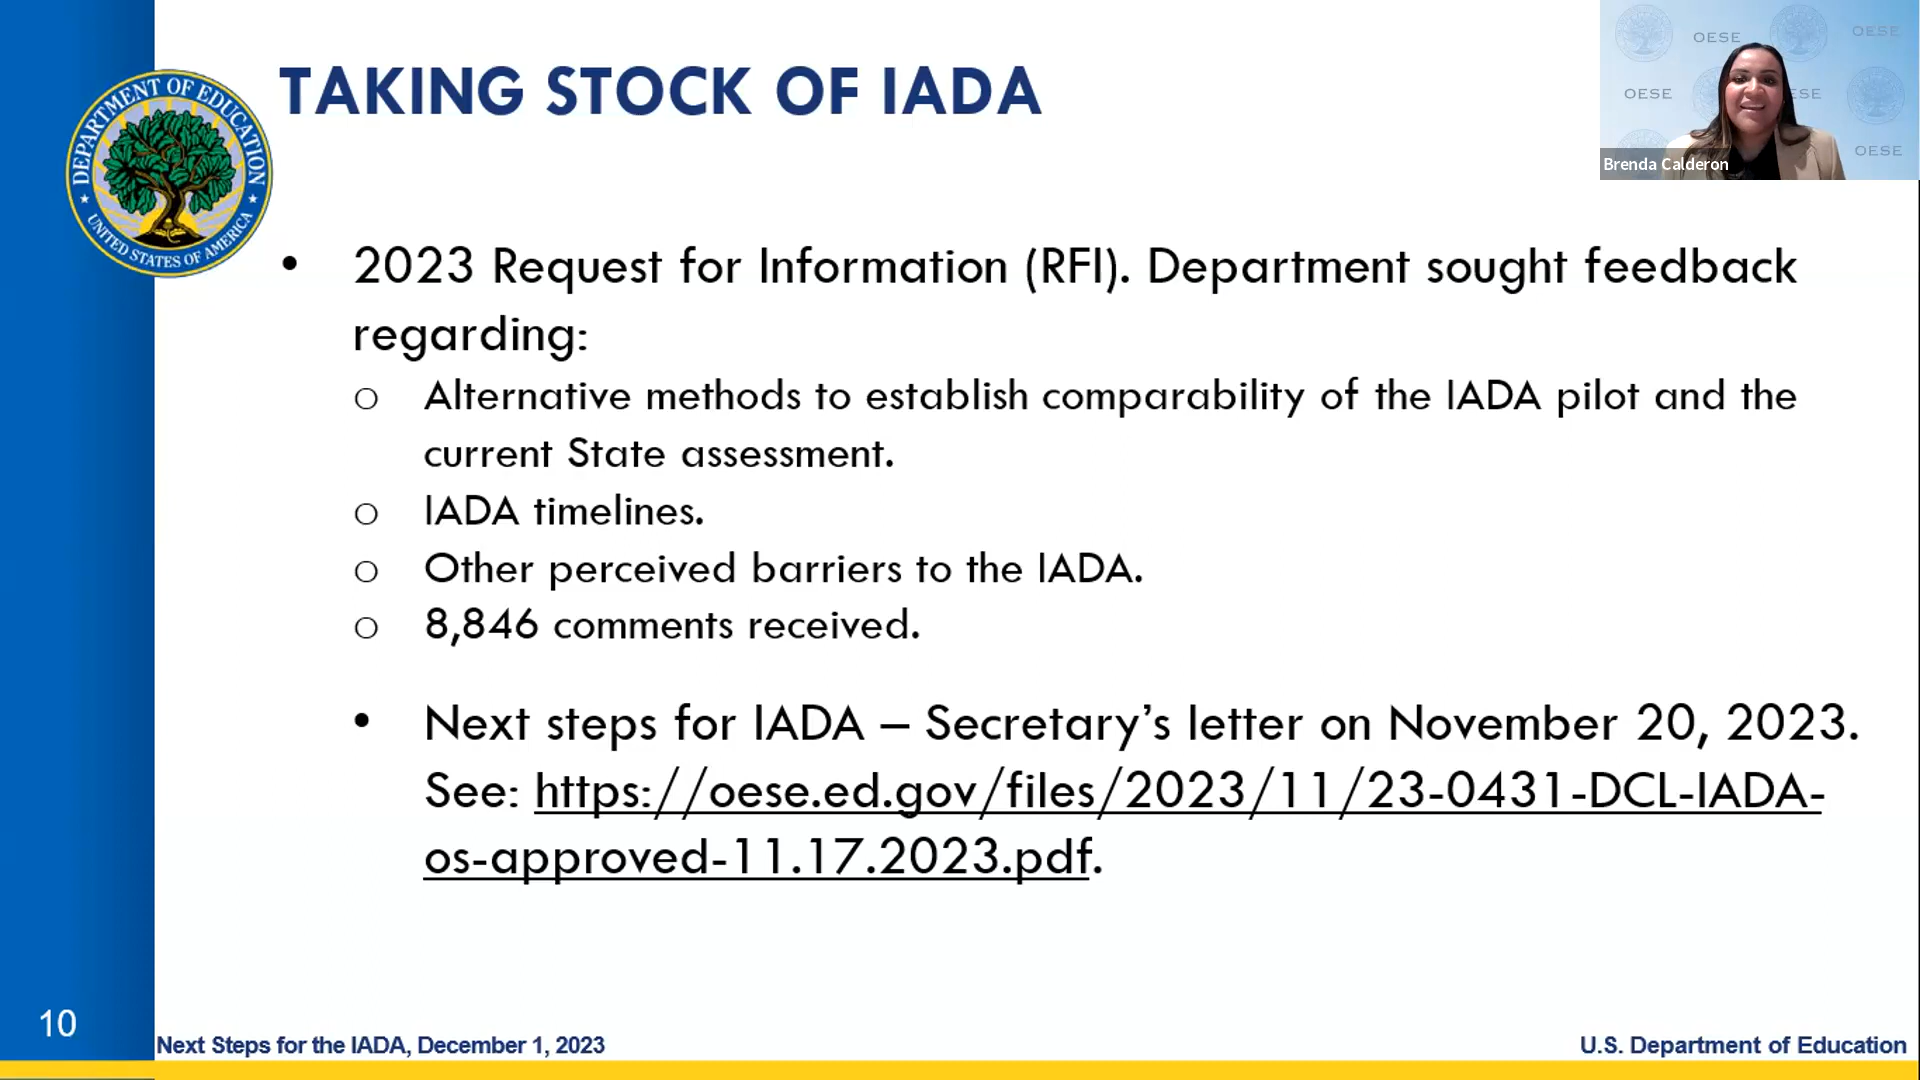 TAKING STOCK OF IADA
DEPARTMENT OF EDUCATION
UNITED STATES OF AMERICA
OESE
OESE
OESE
ESE
OESE
Brenda Calderon
• 2023 Request for Information (RFI). Department sought feedback
regarding:
o Alternative methods to establish comparability of the IADA pilot and the
current State assessment.
o IADA timelines.
o Other perceived barriers to the IADA.
o 8,846 comments received.
• Next steps for IADA – Secretary’s letter on November 20, 2023.
See: https://oese.ed.gov/files/2023/11/23-0431-DCL-IADA-
os-approved-11.17.2023.pdf.
10
Next Steps for the IADA, December 1, 2023
U.S. Department of Education